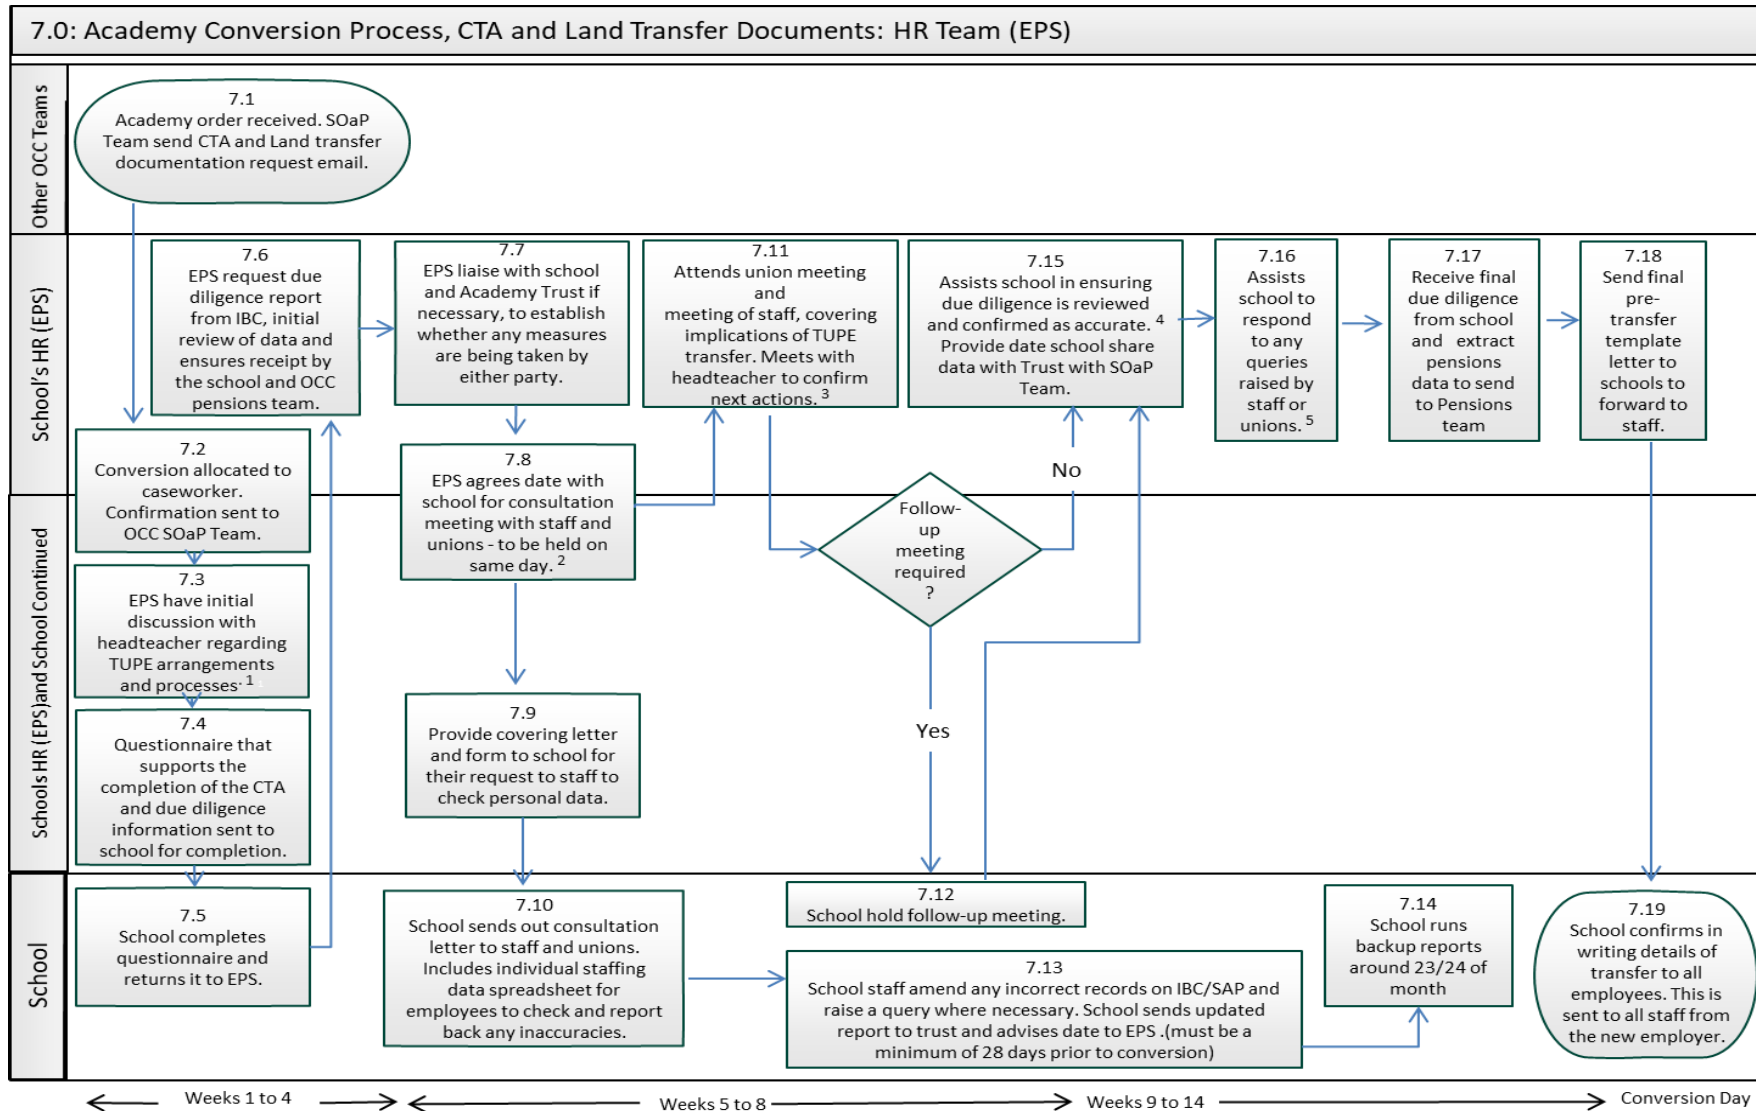 7.0: Academy Conversion Process, CTA and Land Transfer Documents: HR Team (EPS)
Other OCC Teams
7.1
Academy order received. SOaP
Team send CTA and Land transfer
documentation request email.
School's HR (EPS)
7.6
EPS request due
diligence report
from IBC, initial
review of data and
ensures receipt by
the school and OCC
pensions team.
7.7
EPS liaise with school
and Academy Trust if
necessary, to establish
whether any measures
are being taken by
either party.
7.11
Attends union meeting
and
meeting of staff, covering
implications of TUPE
transfer. Meets with
headteacher to confirm
next actions. 3
7.15
Assists school in ensuring
due diligence is reviewed
and confirmed as accurate. 4
Provide date school share
data with Trust with SOaP
Team.
7.16
Assists
school to
respond
to any
queries
raised by
staff or
unions. 5
7.17
Receive final
due diligence
from school
and extract
pensions
data to send
to Pensions
team
7.18
Send final
pre-
transfer
template
letter to
schools to
forward to
staff.
7.2
Conversion allocated to
caseworker.
Confirmation sent to
OCC SOaP Team.
7.8
EPS agrees date with
school for consultation
meeting with staff and
unions - to be held on
same day. 2
No
Schools HR (EPS)and School Continued
Follow-
up
meeting
required
?
7.3
EPS have initial
discussion with
headteacher regarding
TUPE arrangements
and processes. 1
7.4
Questionnaire that
supports the
completion of the CTA
and due diligence
information sent to
school for completion.
7.9
Provide covering letter
and form to school for
their request to staff to
check personal data.
Yes
School
7.5
School completes
questionnaire and
returns it to EPS.
7.10
School sends out consultation
letter to staff and unions.
Includes individual staffing
data spreadsheet for
employees to check and report
back any inaccuracies.
7.12
School hold follow-up meeting.
7.13
School staff amend any incorrect records on IBC/SAP and
raise a query where necessary. School sends updated
report to trust and advises date to EPS .(must be a
minimum of 28 days prior to conversion)
7.14
School runs
backup reports
around 23/24 of
month
7.19
School confirms in
writing details of
transfer to all
employees. This is
sent to all staff from
the new employer.
Weeks 1 to 4
Weeks 5 to 8
Weeks 9 to 14
Conversion Day